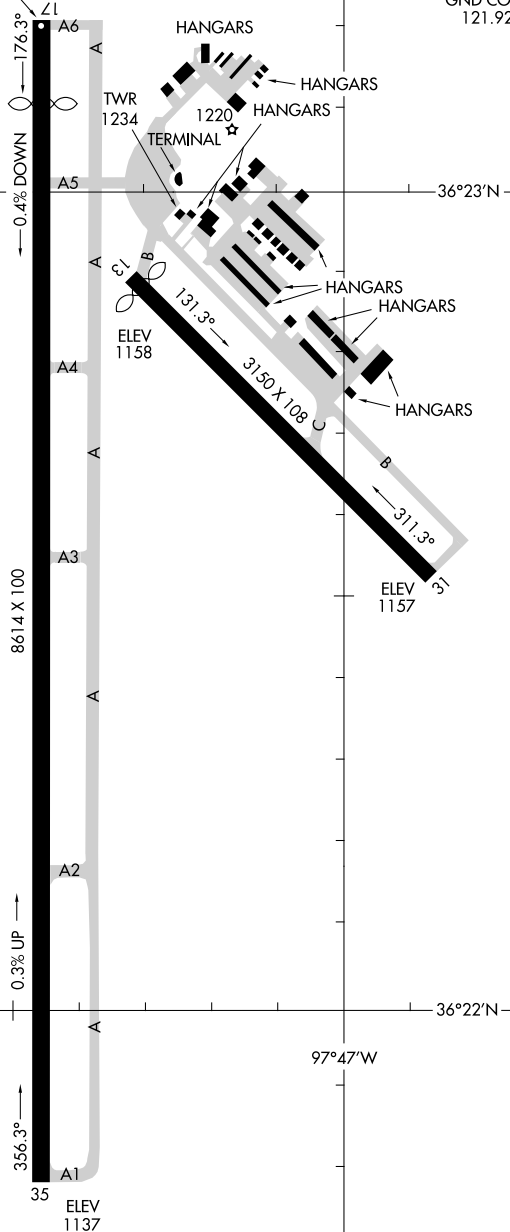 GND CO
121.92
17
A6
176.3°
A
HANGARS
HANGARS
TWR
1234
1220
HANGARS
TERMINAL
0.4% DOWN
A5
36°23'N
A
B
13
HANGARS
HANGARS
ELEV
1158
131.3°
3150 X 108
A4
HANGARS
C
A
B
311.3°
A3
ELEV
1157
31
8614 X 100
A
A2
0.3% UP
36°22'N
A
97°47'W
356.3°
A1
35
ELEV
1137